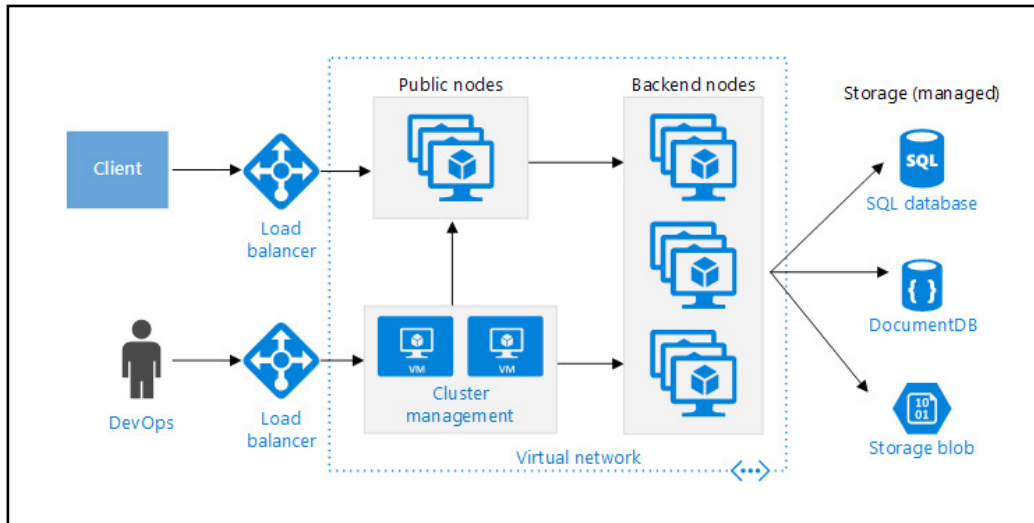 Public nodes
Backend nodes
Storage (managed)
Client
SQL
Load
balancer
SQL database
{ }
DocumentDB
VM
VM
Cluster
management
DevOps
Load
balancer
10
01
Storage blob
Virtual network